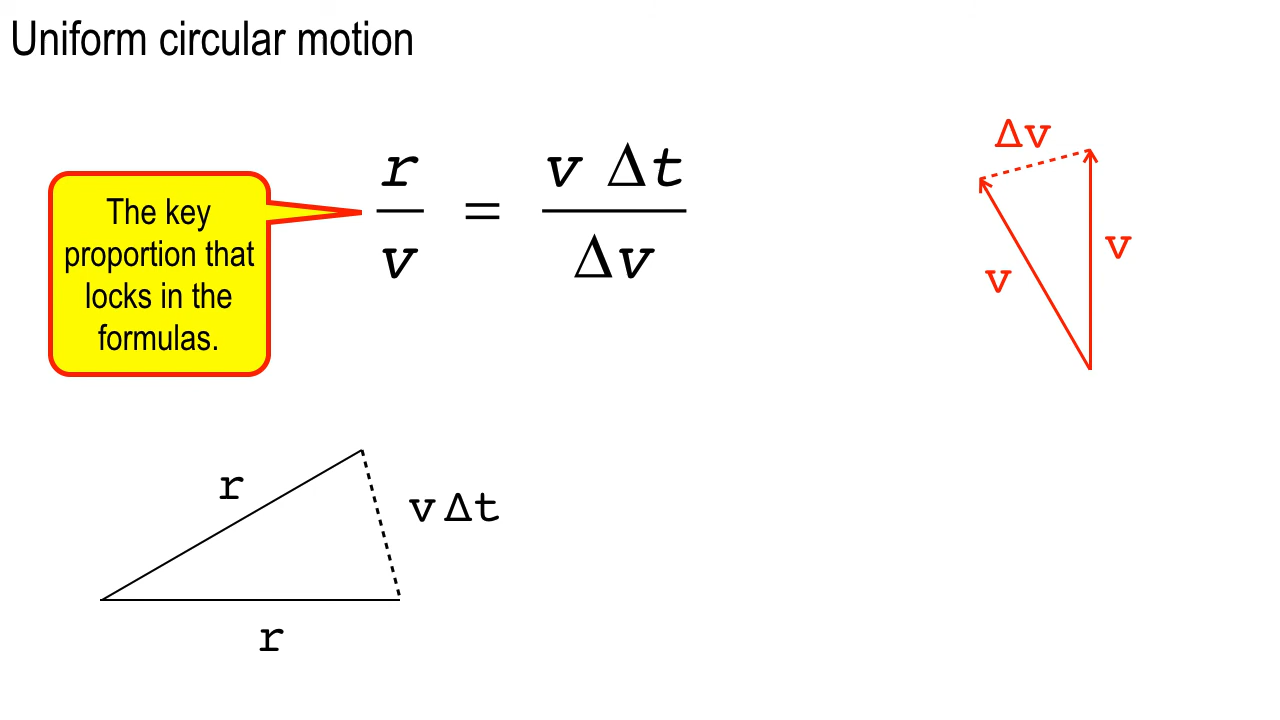 Uniform circular motion
The key
proportion that
locks in the
formulas.
r
v
=
v Δt
Δv
Δv
v
v
r
v Δt
r